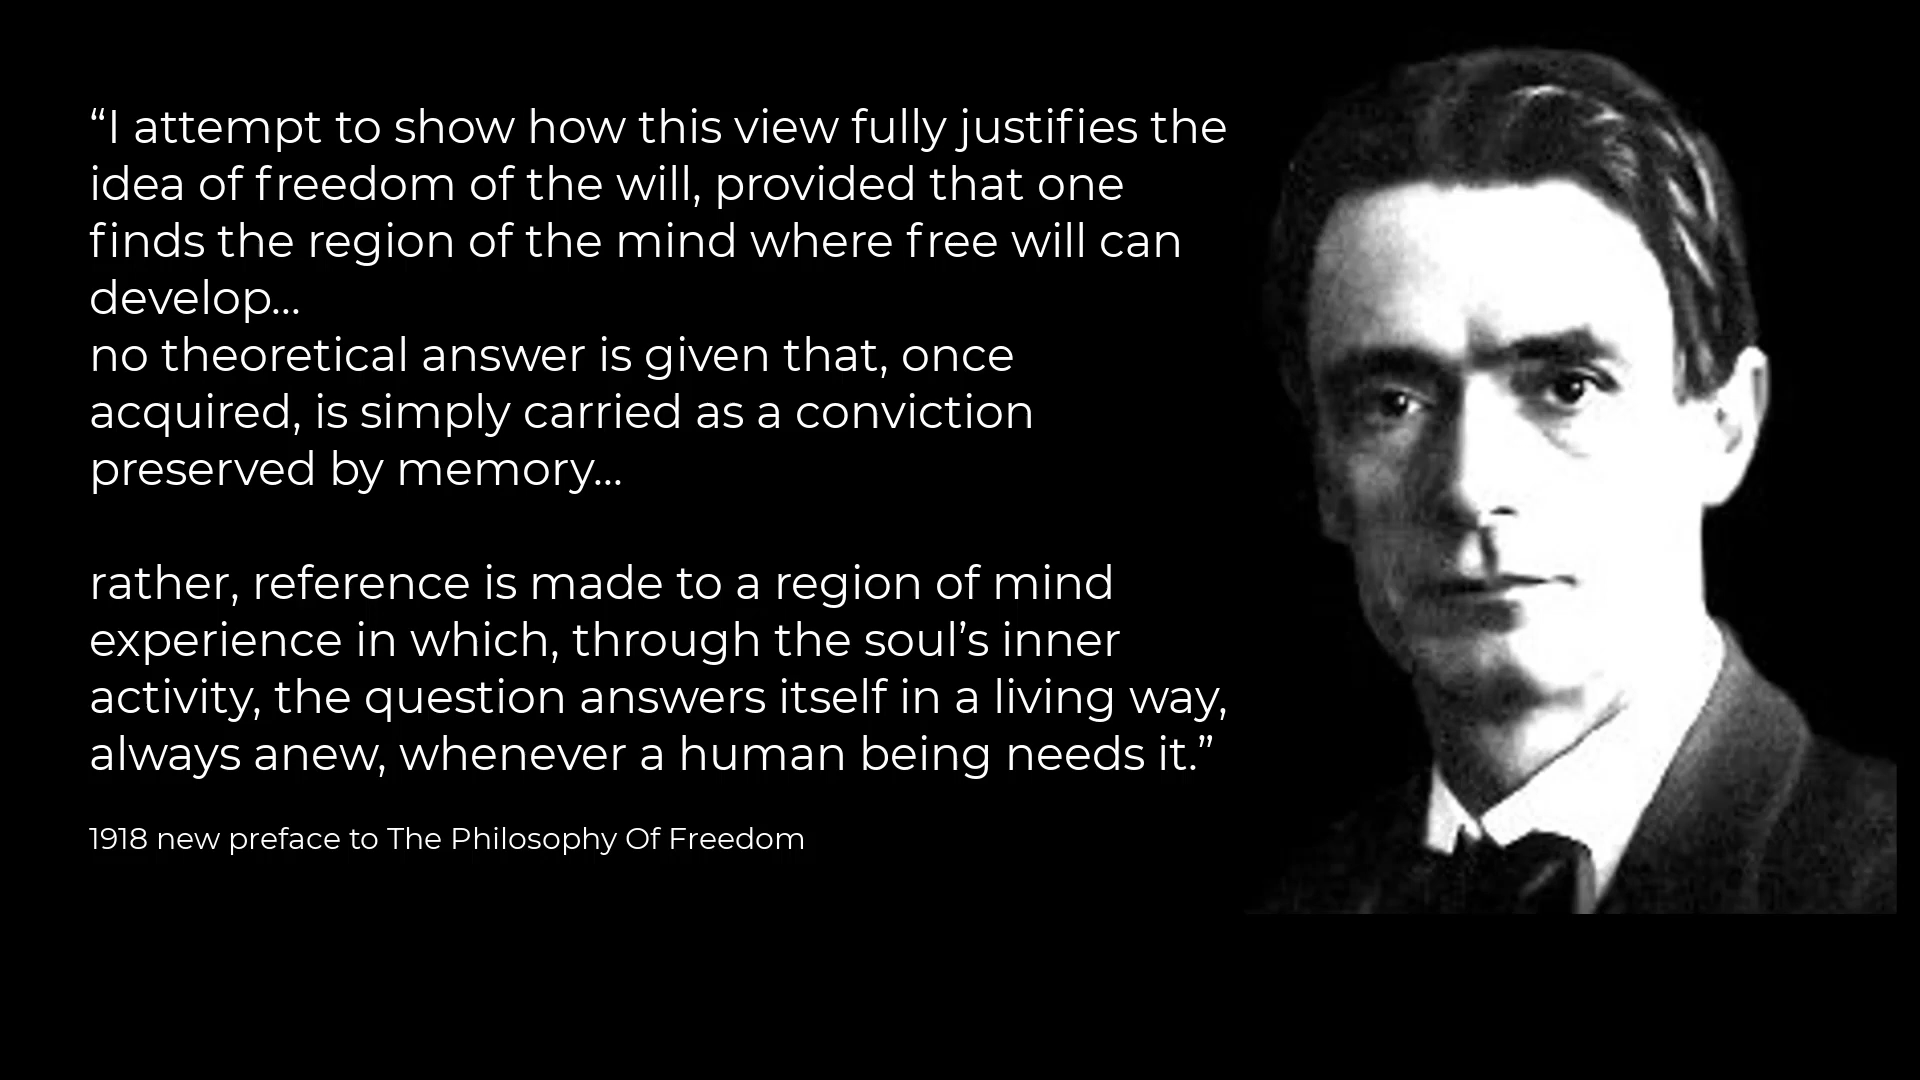 “I attempt to show how this view fully justifies the
idea of freedom of the will, provided that one
finds the region of the mind where free will can
develop...
no theoretical answer is given that, once
acquired, is simply carried as a conviction
preserved by memory...
rather, reference is made to a region of mind
experience in which, through the soul’s inner
activity, the question answers itself in a living way,
always anew, whenever a human being needs it.”
1918 new preface to The Philosophy Of Freedom